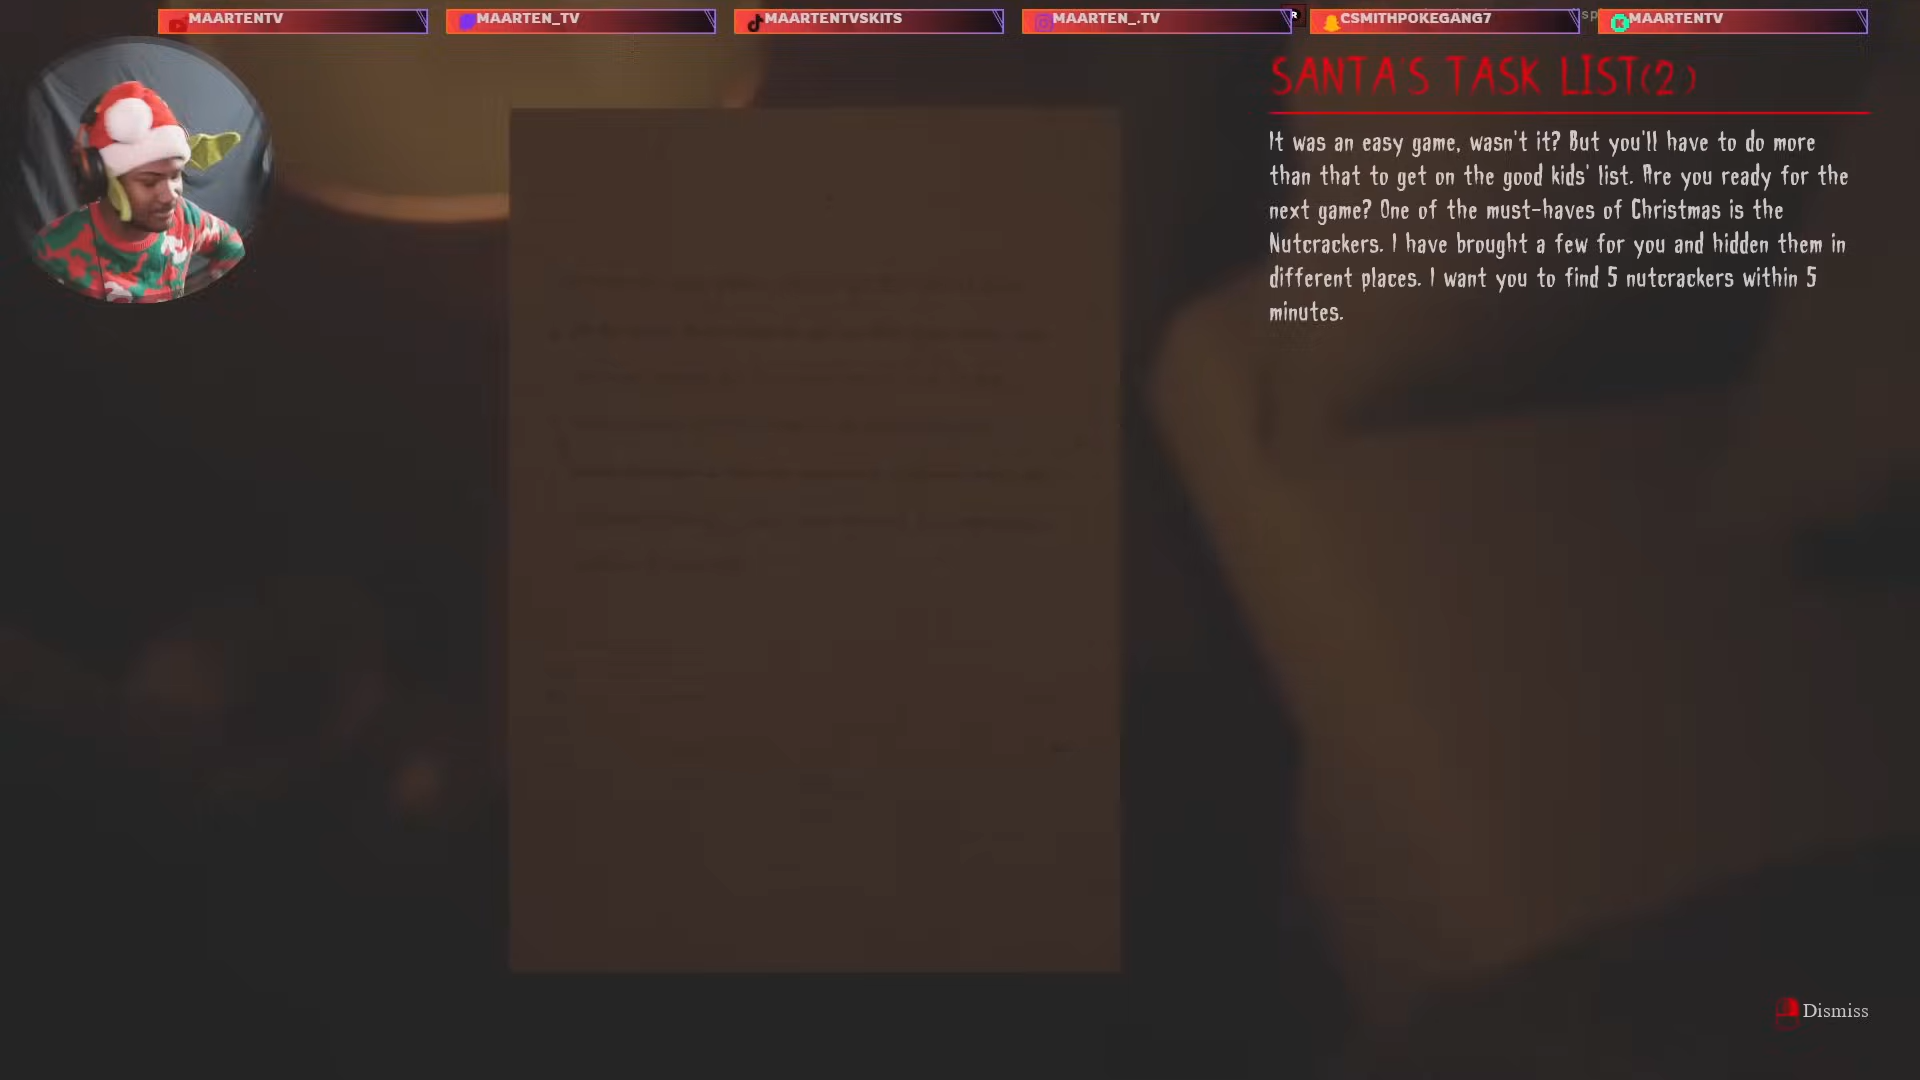 MAARTENTV
MAARTEN_TV
MAARTENTVSKITS
MAARTEN_.TV
CSMITHPOKEGANG7
MAARTENTV
SANTA'S TASK LIST(2)
It was an easy game, wasn't it? But you'll have to do more
than that to get on the good kids' list. Are you ready for the
next game? One of the must-haves of Christmas is the
Nutcrackers. I have brought a few for you and hidden them in
different places. I want you to find 5 nutcrackers within 5
minutes.
Dismiss